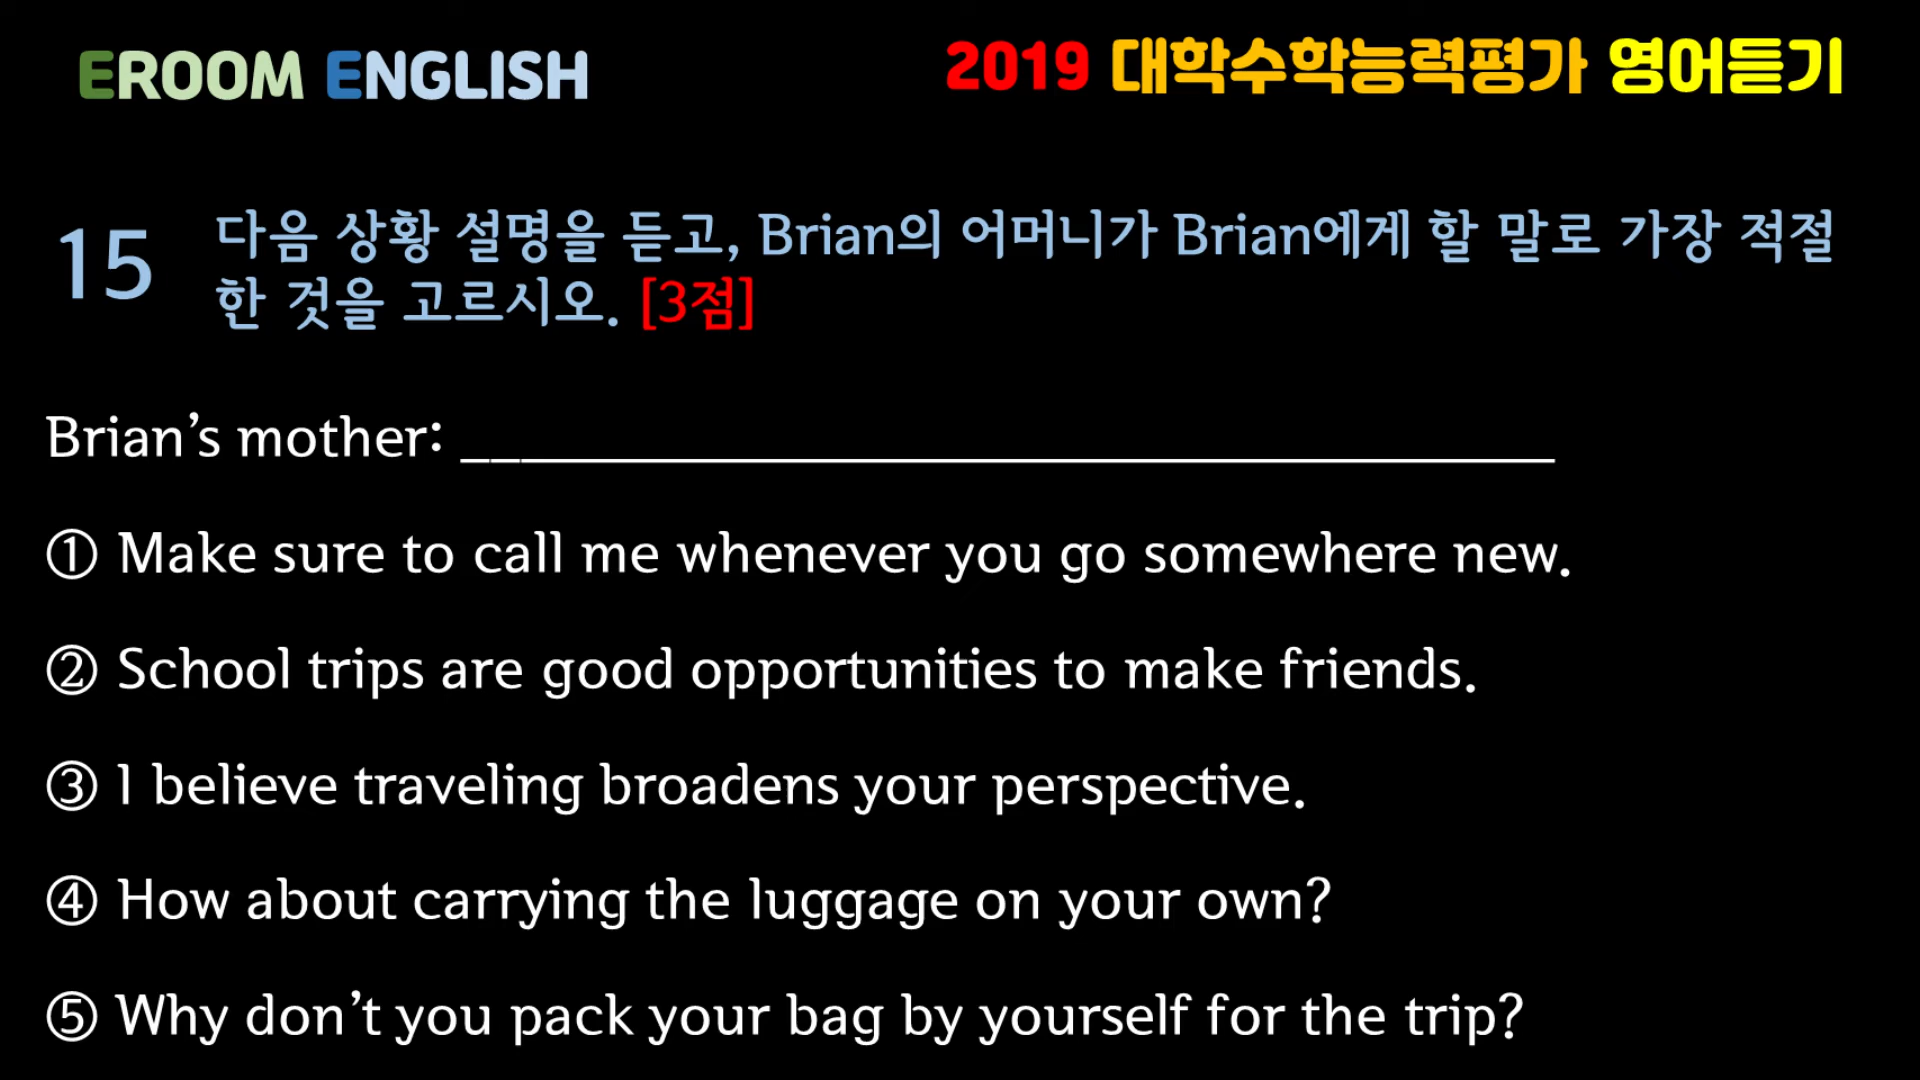 EROOM ENGLISH
2019 대학수학능력평가 영어듣기
15 다음 상황 설명을 듣고, Brian의 어머니가 Brian에게 할 말로 가장 적절
한 것을 고르시오. [3점]
Brian’s mother: ____________________________________
① Make sure to call me whenever you go somewhere new.
② School trips are good opportunities to make friends.
③ I believe traveling broadens your perspective.
④ How about carrying the luggage on your own?
⑤ Why don’t you pack your bag by yourself for the trip?